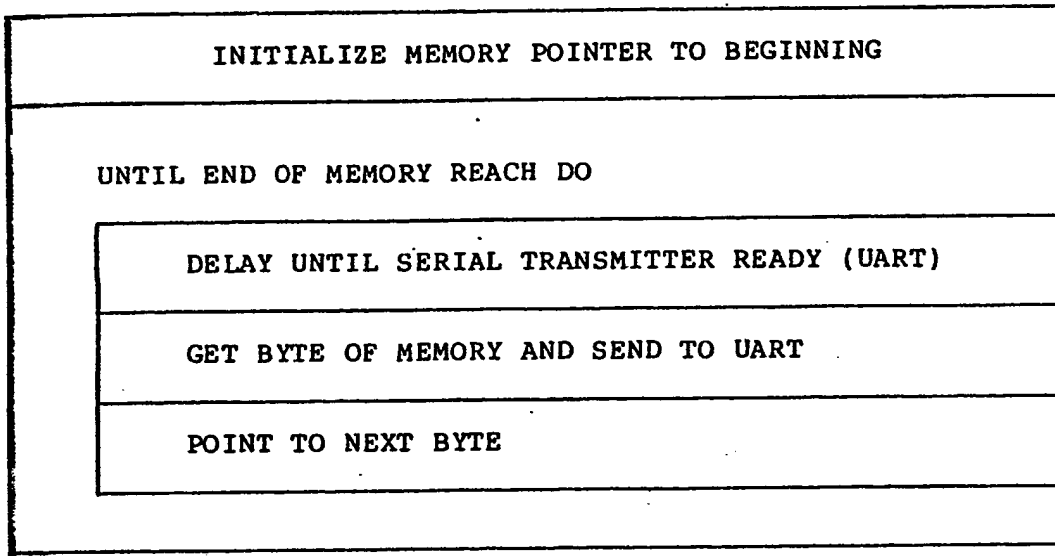 INITIALIZE MEMORY POINTER TO BEGINNING
UNTIL END OF MEMORY REACH DO
DELAY UNTIL SERIAL TRANSMITTER READY (UART)
GET BYTE OF MEMORY AND SEND TO UART
POINT TO NEXT BYTE